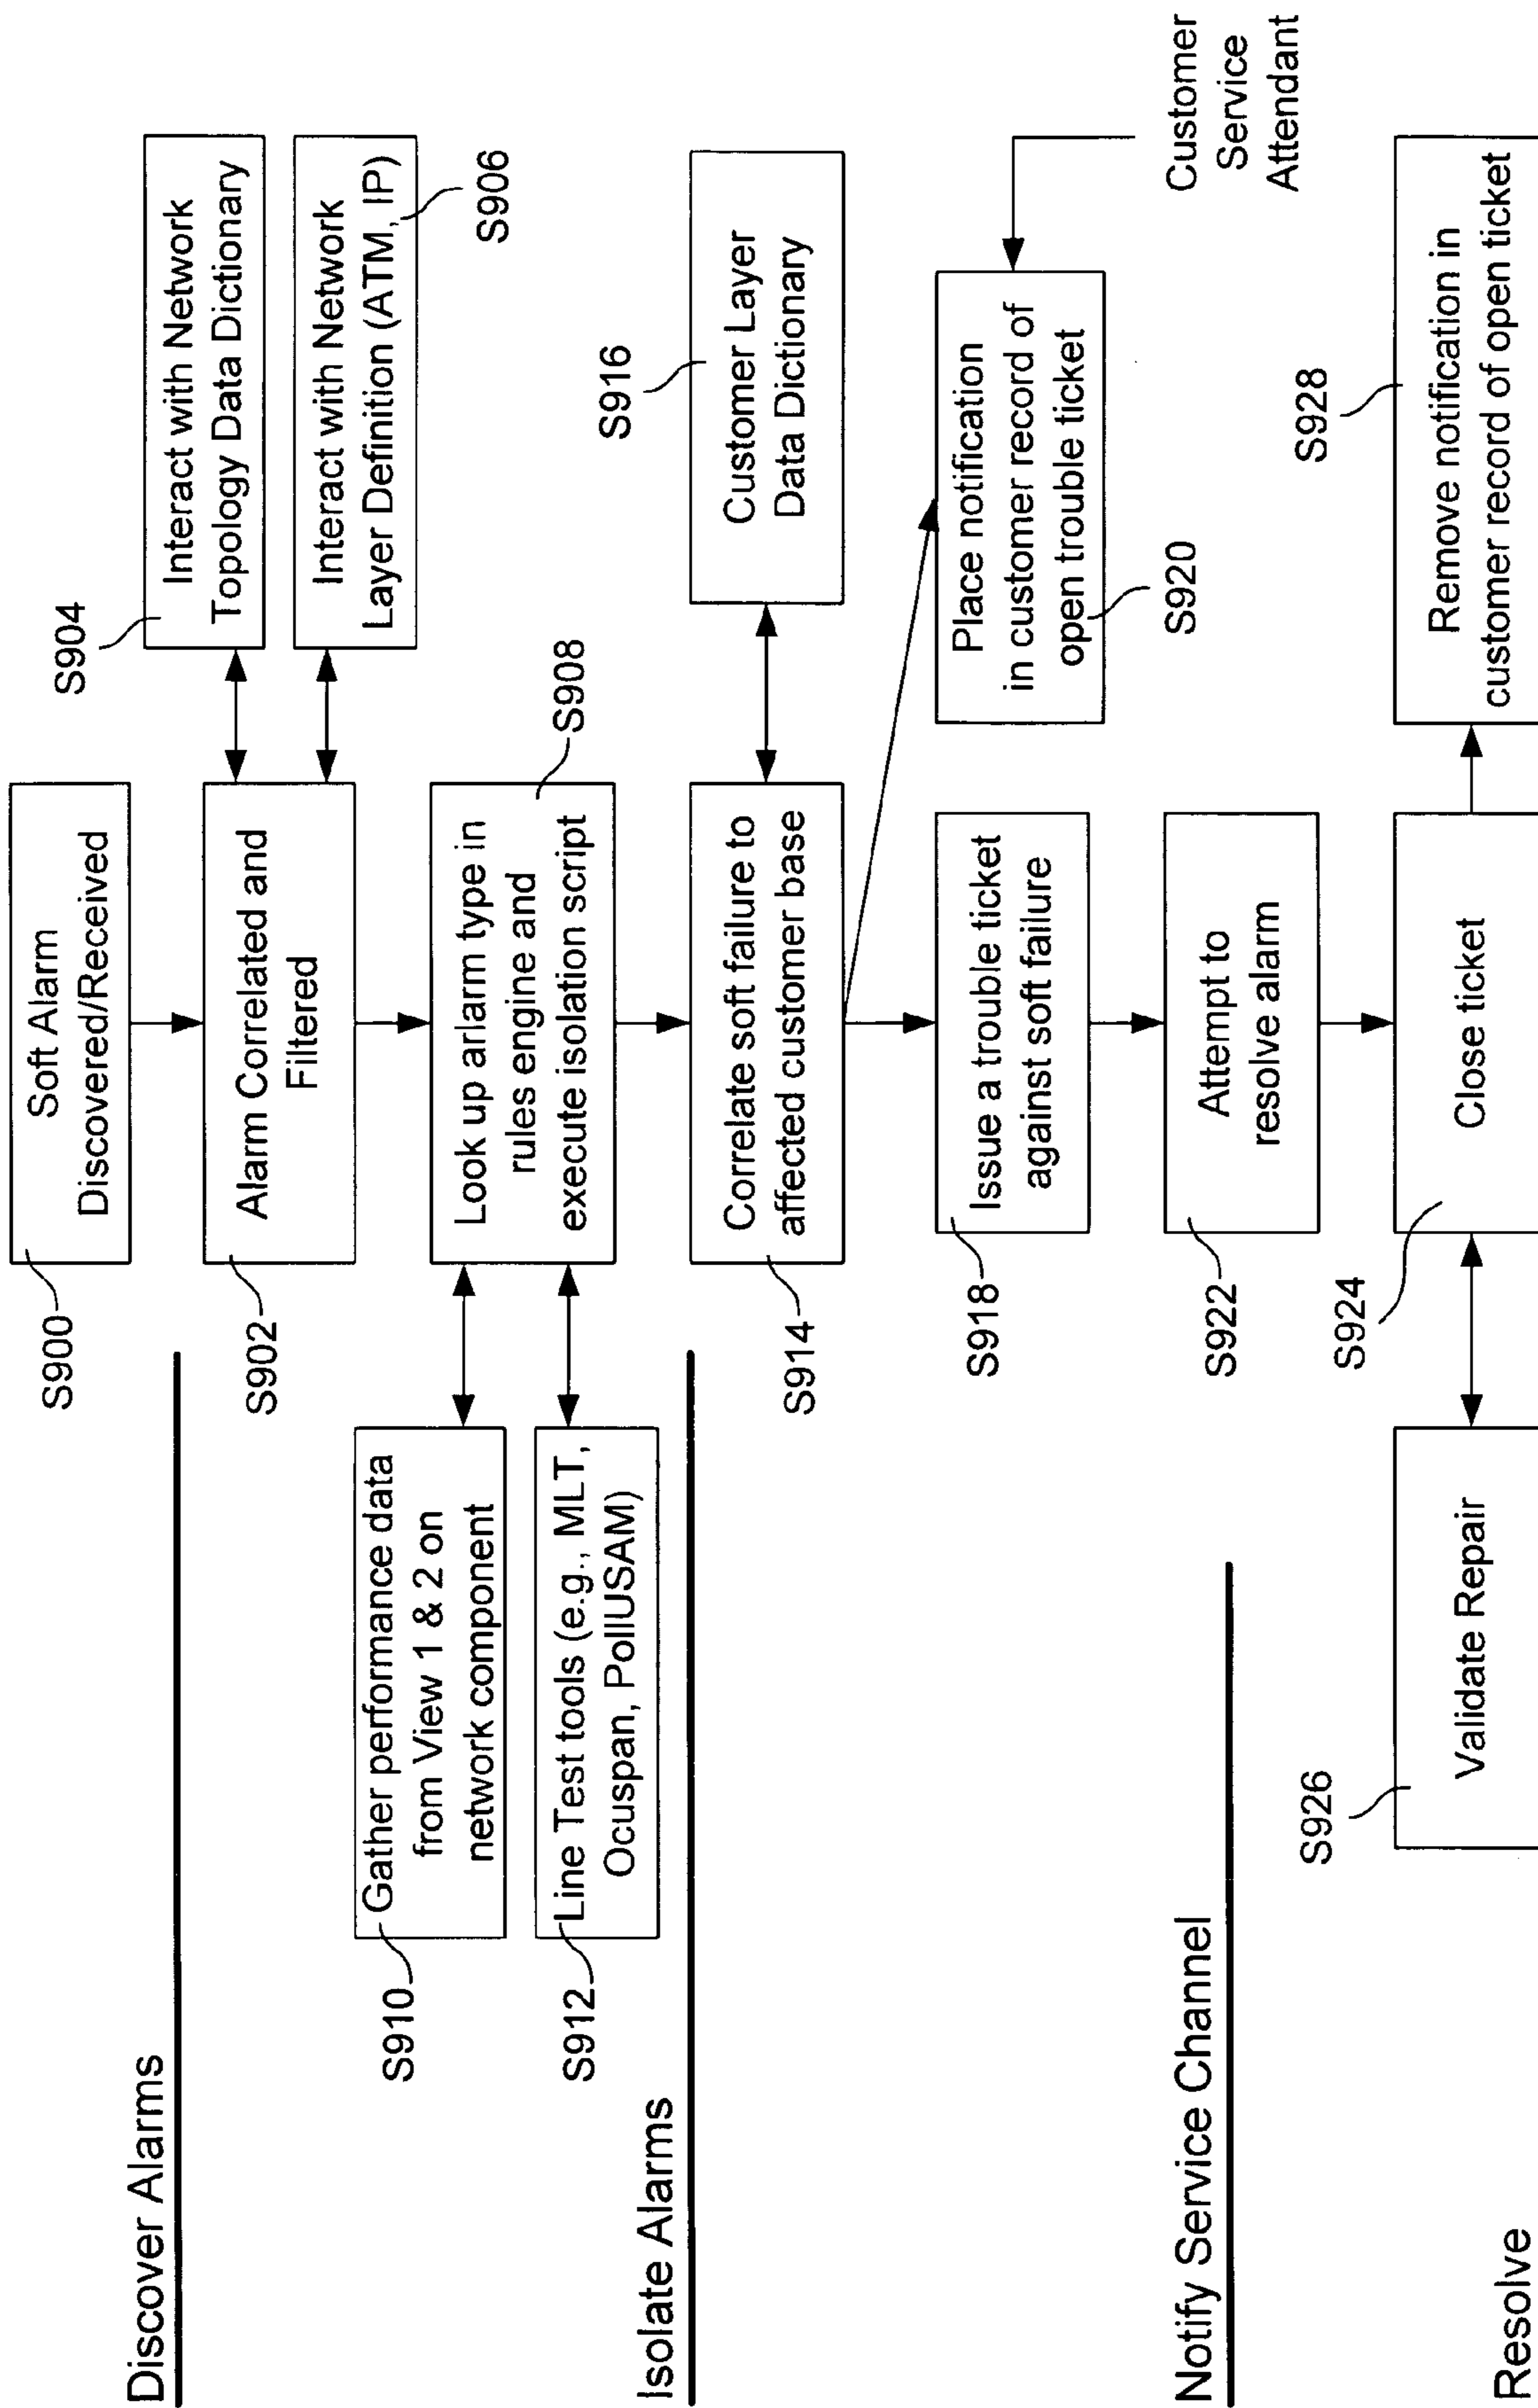 Discover Alarms
S900
Soft Alarm
Discovered/Received
S902
Alarm Correlated and
Filtered
S904
Interact with Network
Topology Data Dictionary
Interact with Network
Layer Definition (ATM, IP)
S906
Isolate Alarms
S910
Gather performance data
from View 1 & 2 on
network component
S912
Line Test tools (e.g., MLT,
Ocuspan, PollUSAM)
Look up arlarm type in
rules engine and
execute isolation script
S908
Notify Service Channel
S914
Correlate soft failure to
affected customer base
S916
Customer Layer
Data Dictionary
S918
Issue a trouble ticket
against soft failure
Place notification
in customer record of
open trouble ticket
S920
Customer
Service
Attendant
S922
Attempt to
resolve alarm
Resolve
S926
Validate Repair
S924
Close ticket
S928
Remove notification in
customer record of open ticket